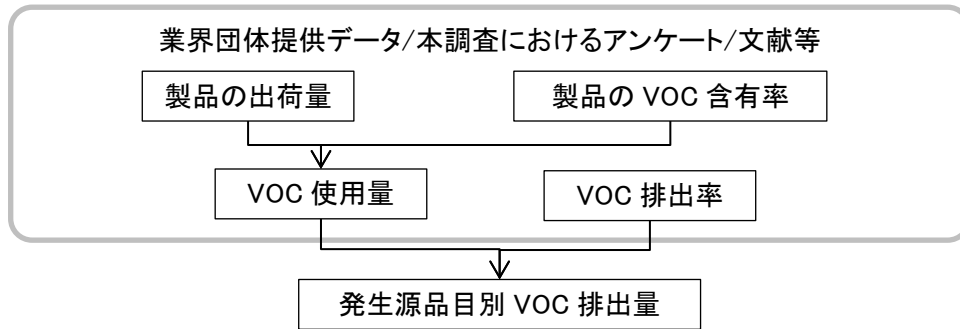 業界団体提供データ/本調査におけるアンケート/文献等
製品の出荷量
製品の VOC 含有率
VOC 使用量
VOC 排出率
発生源品目別 VOC 排出量